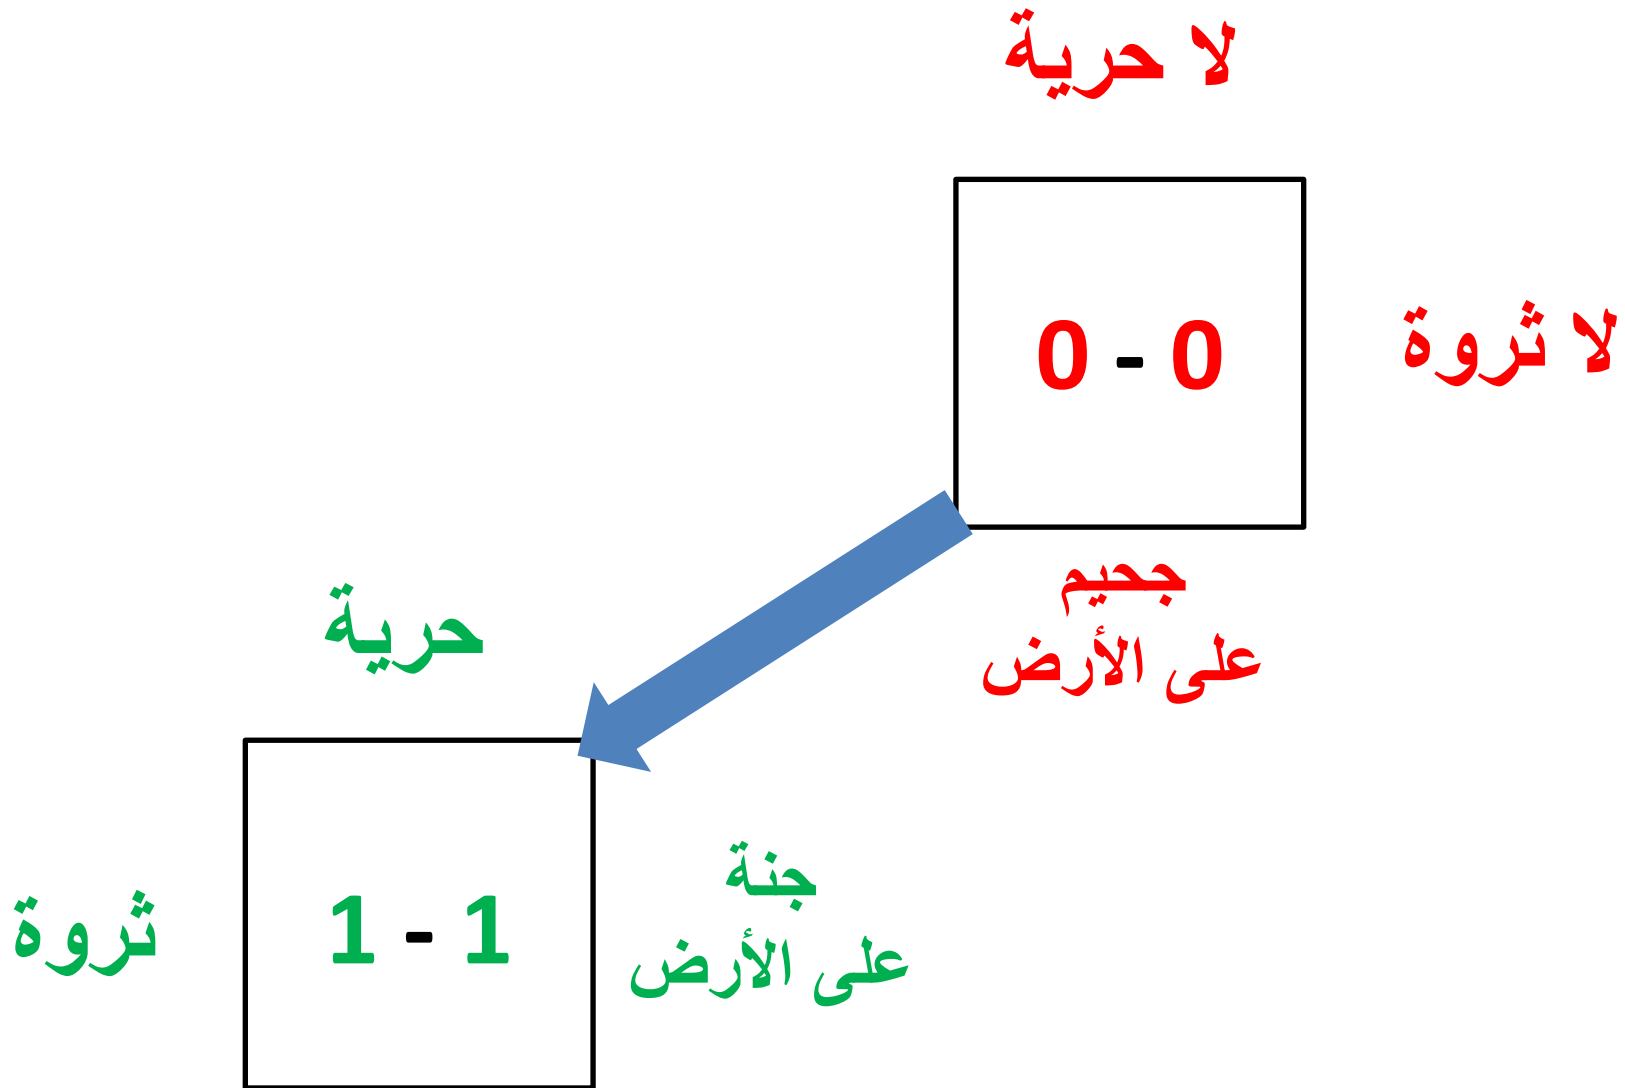 لا حرية
لا ثروة
0 - 0
جحيم
على الأرض
حرية
جنة
على الأرض
1 - 1
ثروة